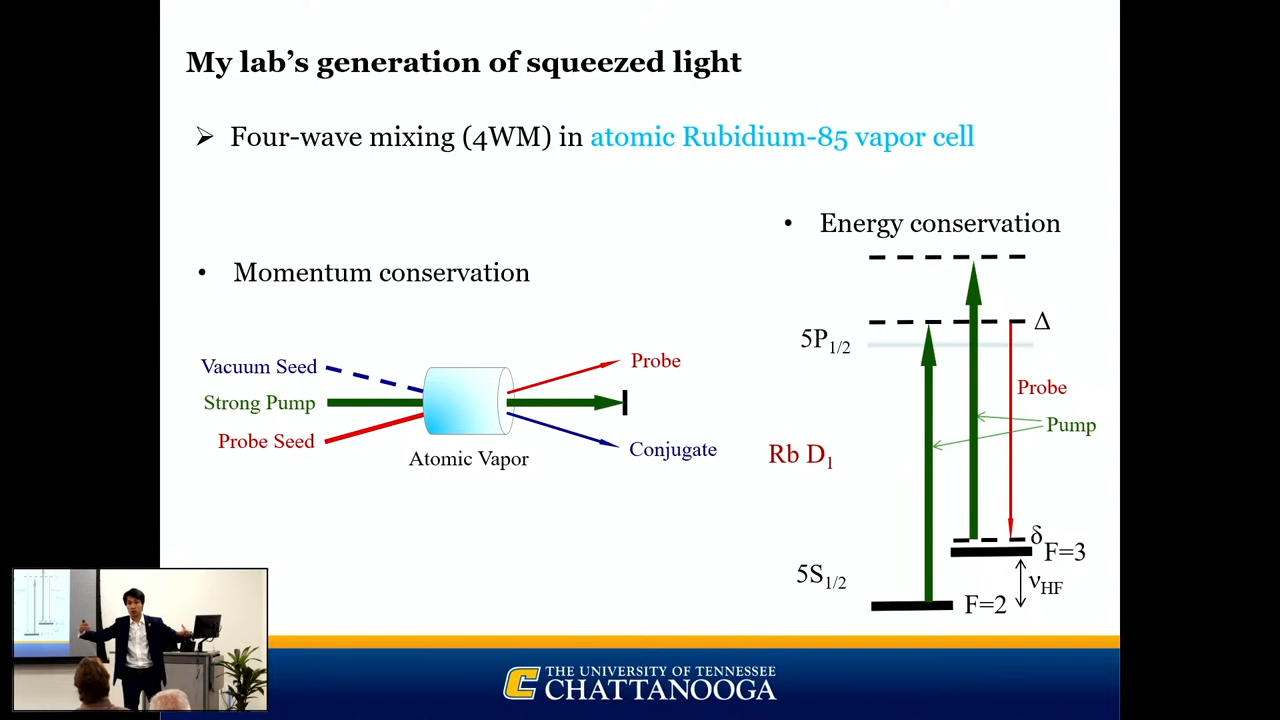 My lab's generation of squeezed light
➢ Four-wave mixing (4WM) in atomic Rubidium-85 vapor cell
• Energy conservation
• Momentum conservation
Vacuum Seed
Strong Pump
Probe Seed
Atomic Vapor
Probe
Conjugate
5P1/2
Δ
Probe
Pump
Rb D1
δ
F=3
5S1/2
νHF
F=2
THE UNIVERSITY OF TENNESSEE
CHATTANOOGA